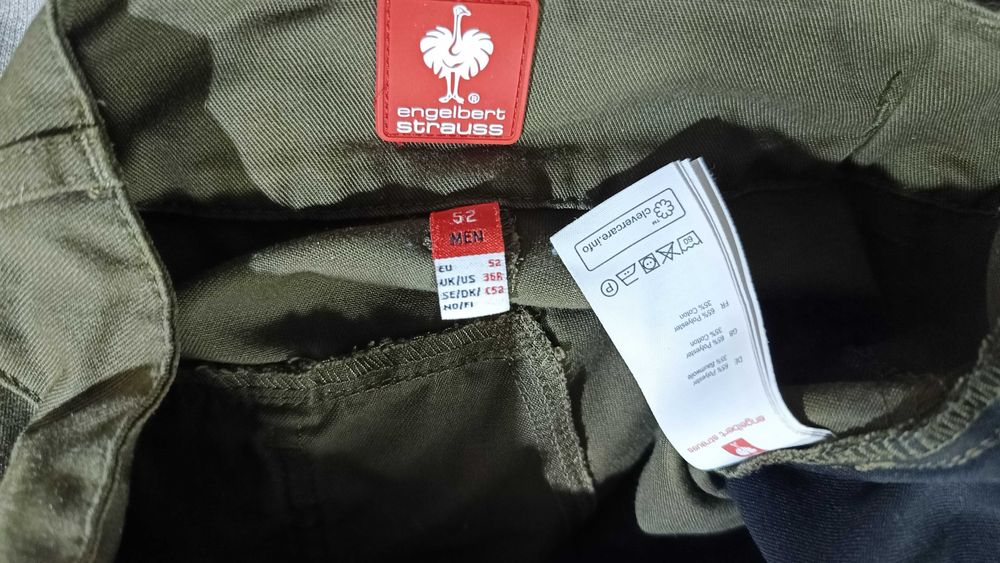 ®
engelbert
strauss
52
MEN
EU 52
UK/US 36R
SE/DK/ C52
NO/FI
engelbert strauss
DE 65% Polyester
35% Baumwolle
GB 65% Polyester
35% Cotton
FR 65% Polyester
35% Coton
60
P
clevercare.info
™